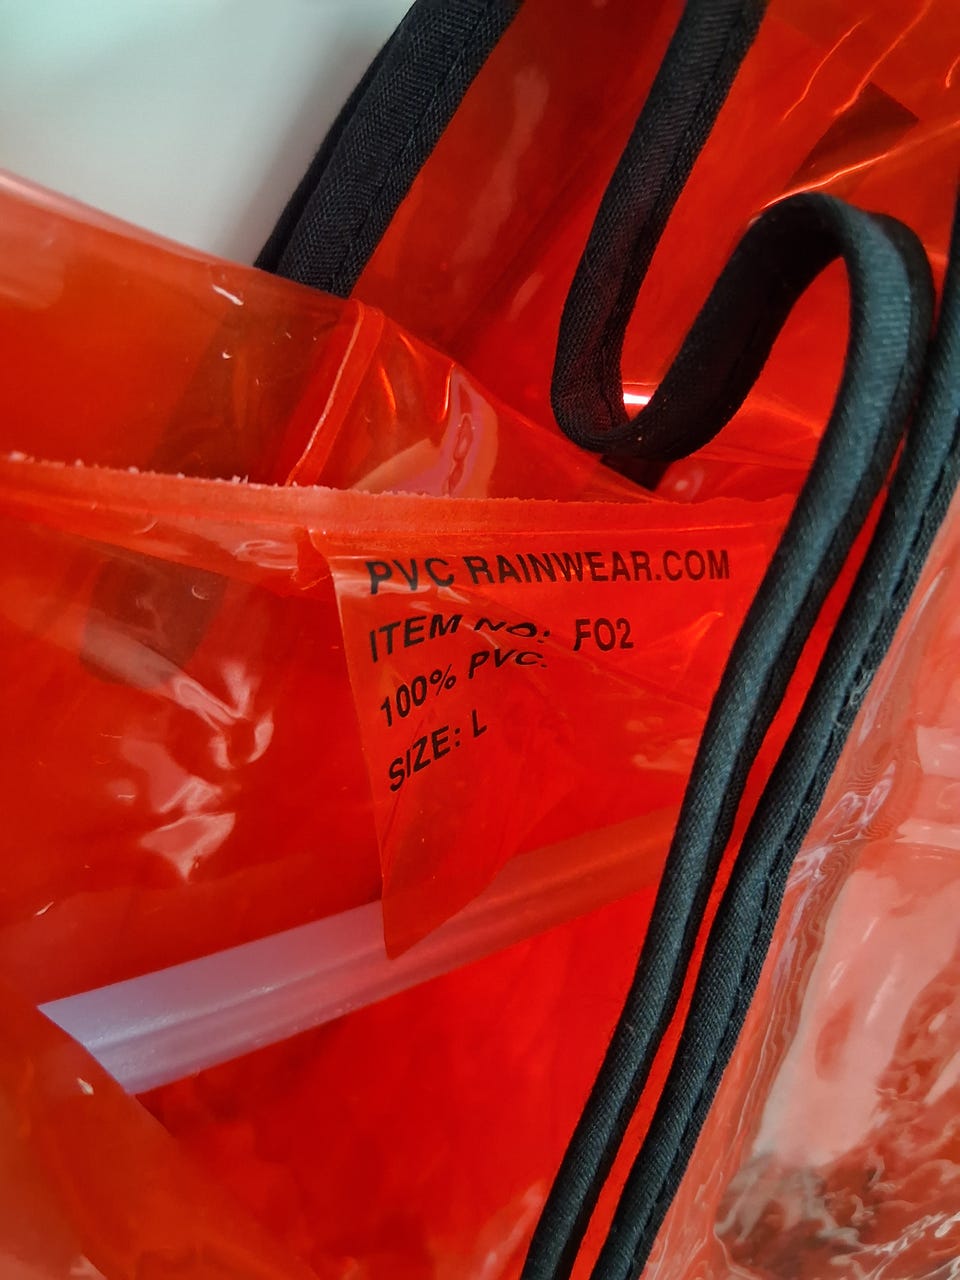 PVC RAINWEAR.COM
ITEM NO: FO2
100% PVC.
SIZE: L